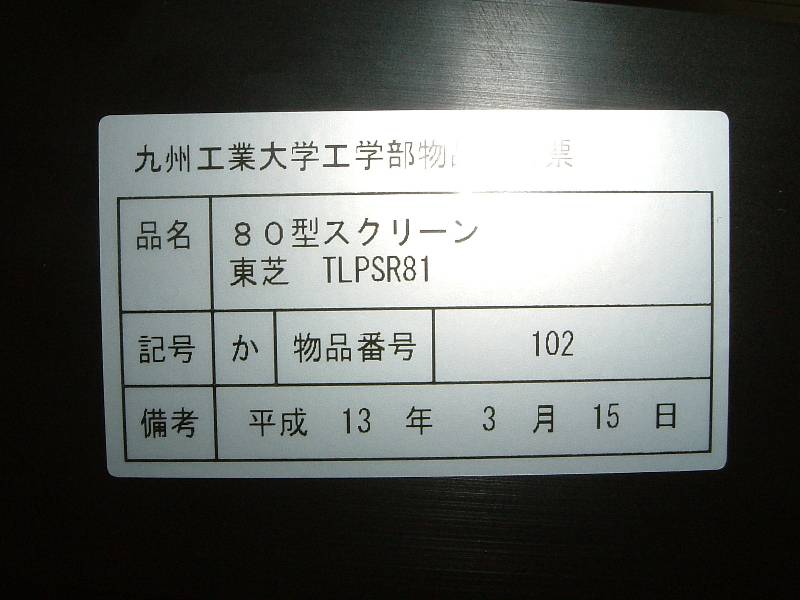 九州工業大学工学部物品 票
品名 80型スクリーン
東芝 TLPSR81
記号 か 物品番号 102
備考 平成 13 年 3 月 15 日